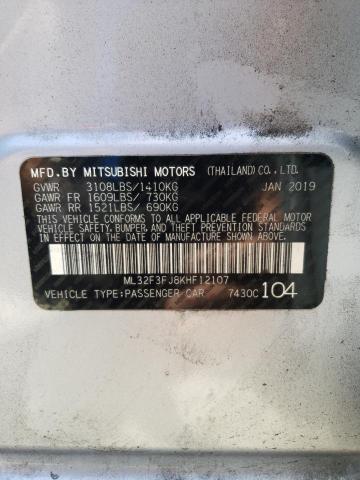 MFD.BY MITSUBISHI MOTORS (THAILAND)CO.,LTD.
GVWR 3108LBS/1410KG JAN 2019
GAWR FR 1609LBS/ 730KG
GAWR RR 1521LBS/ 690KG
THIS VEHICLE CONFORMS TO ALL APPLICABLE FEDERAL MOTOR
VEHICLE SAFETY,BUMPER,AND THEFT PREVENTION STANDARDS
IN EFFECT ON THE DATE OF MANUFACTURE SHOWN ABOVE.
ML32F3FJ8KHF12107
VEHICLE TYPE:PASSENGER CAR 7430C 104